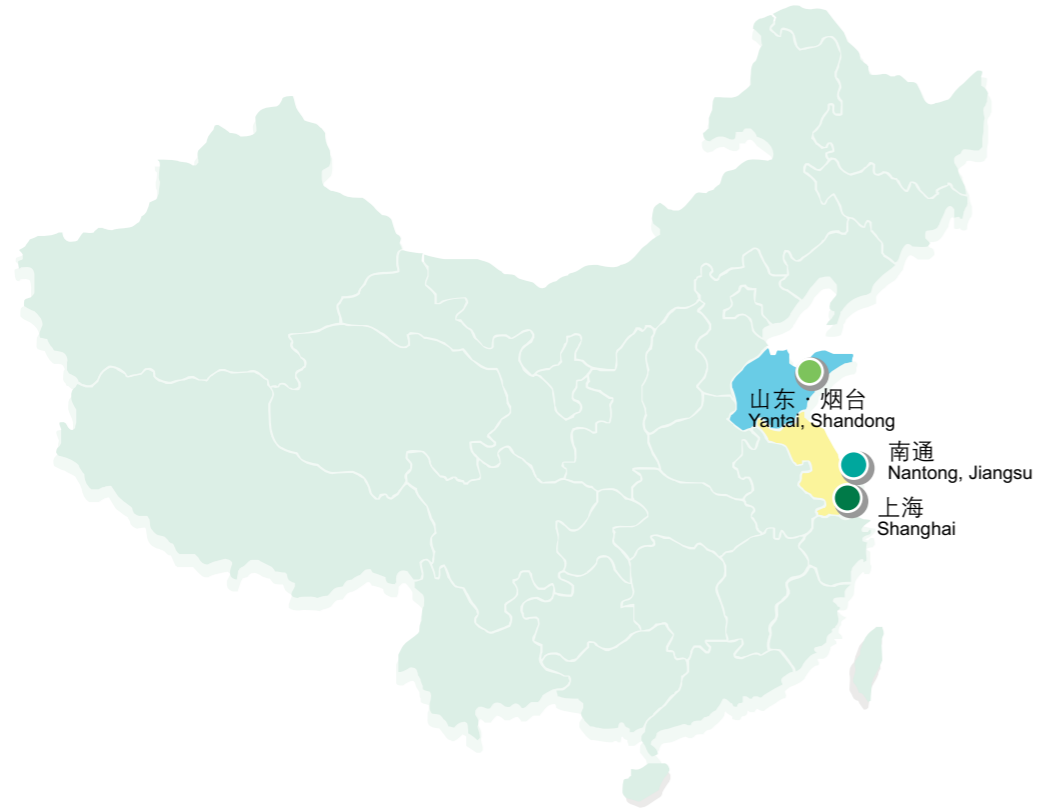 山东·烟台
Yantai, Shandong
南通
Nantong, Jiangsu
上海
Shanghai